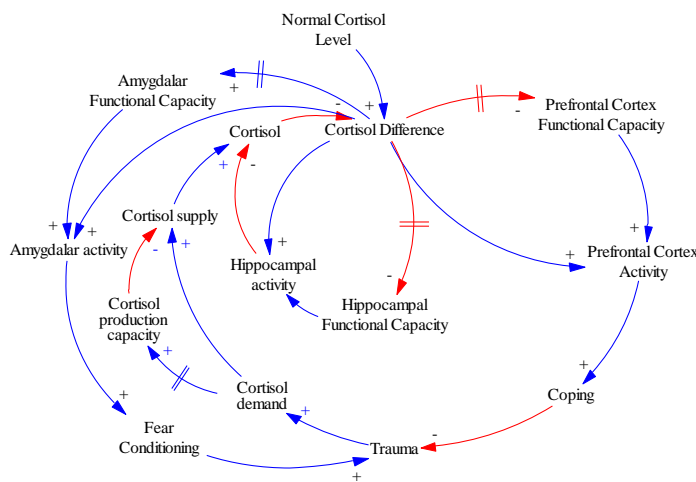 Normal Cortisol
Level
Amygdalar
Functional Capacity
+
-
+
Cortisol
Cortisol Difference
-
Prefrontal Cortex
Functional Capacity
+
-
+
+
Cortisol supply
+
Amygdalar activity
-
+
+
Hippocampal
activity
+
Prefrontal Cortex
Activity
-
Hippocampal
Functional Capacity
Cortisol
production
capacity
+
+
Cortisol
demand
+
Coping
+
Fear
Conditioning
-
Trauma
+